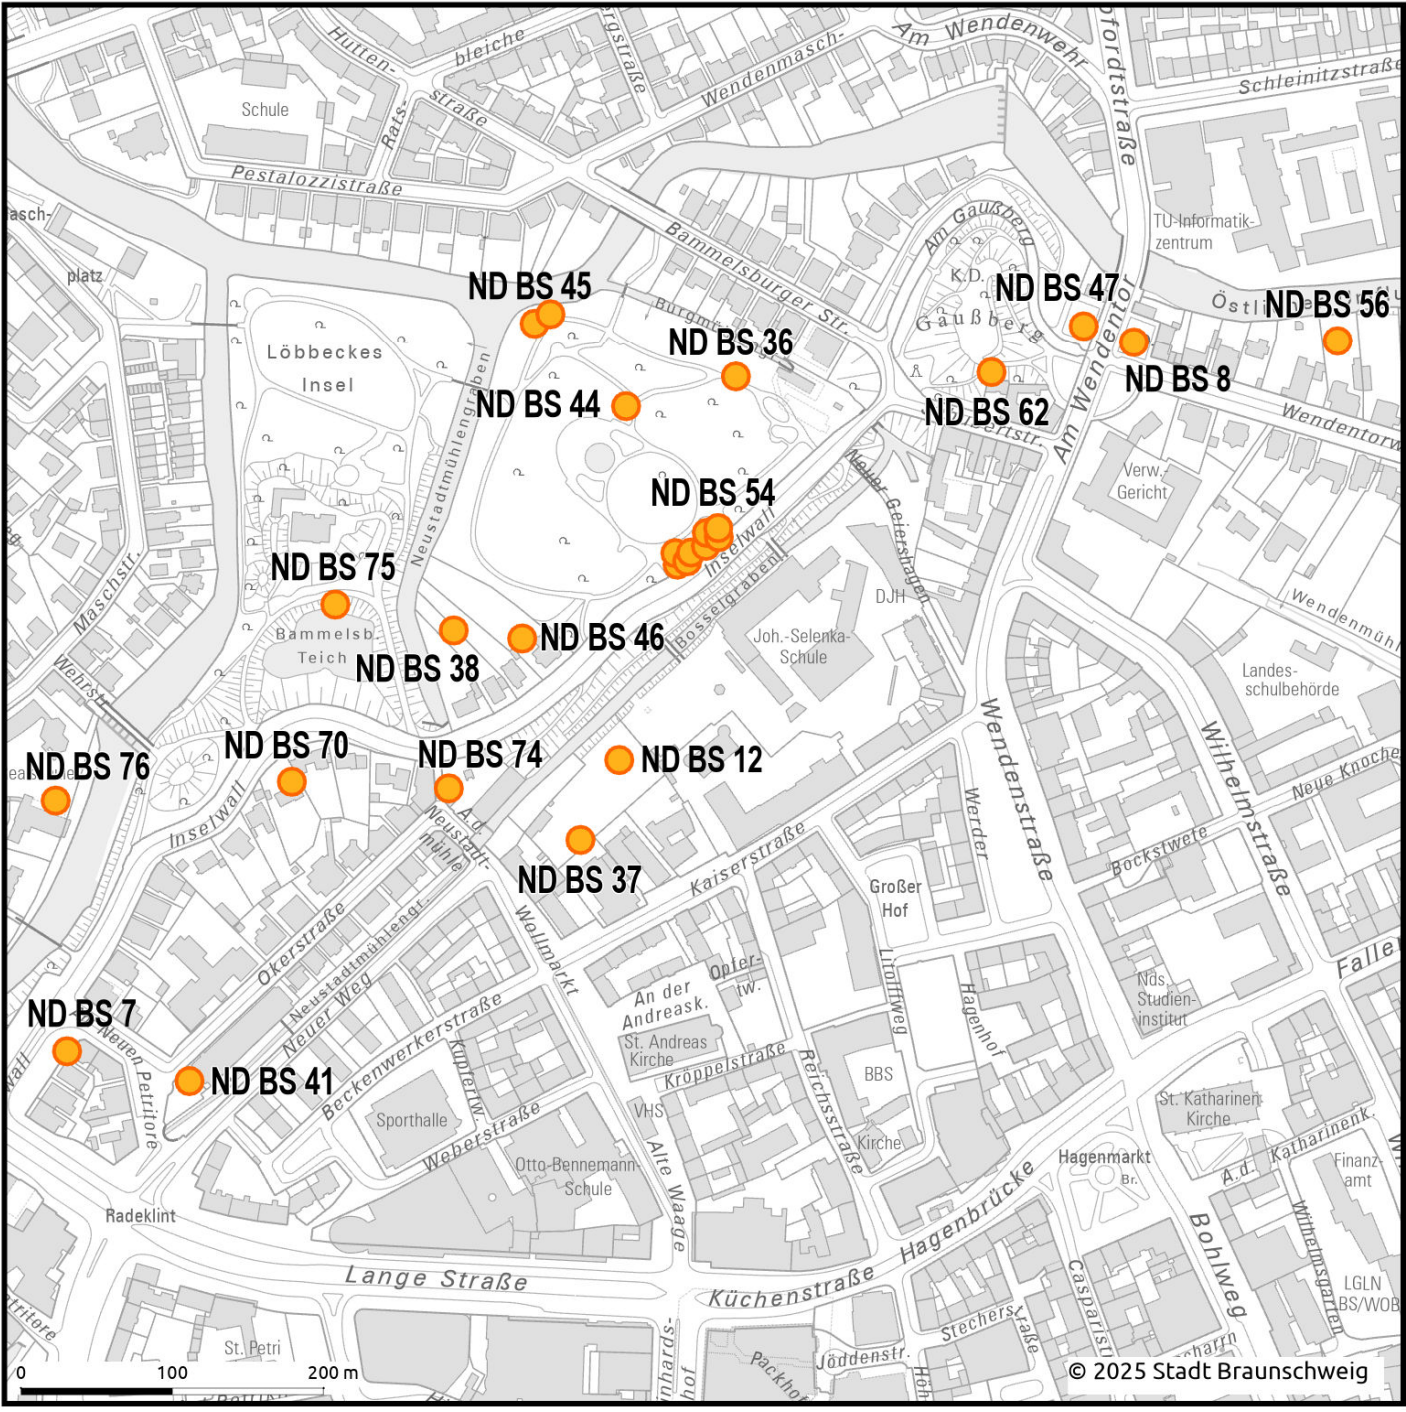 Hutten-
straße
bleiche
Wendenmasch-
Am Wendenwehr
Schleinitzstraße
Schule
Rats-
Pestalozzistraße
TU-Informatik-
zentrum
platz
Bammelsburger Str.
Am Gaußberg
K.D.
Gaußberg
ND BS 45
ND BS 47
ND BS 56
ND BS 36
ND BS 8
ND BS 44
ND BS 62
Löbbeckes
Insel
Neustadtmühlengraben
Am Wendentor
Verw.-
Gericht
ND BS 54
Inselwall
Bosselgraben
Neuer Geiershagen
DJH
ND BS 75
Bammelsb.
Teich
ND BS 38
ND BS 46
Joh.-Selenka-
Schule
Maschstr.
Wehrstr.
Landes-
schulbehörde
ND BS 76
ND BS 70
ND BS 74
ND BS 12
Inselwall
A.d.
Neustadt-
mühle
ND BS 37
Kaiserstraße
Wendenstraße
Werder
Wilhelmstraße
Neue Knoche
Bockstwete
Großer
Hof
Okerstraße
Neustadtmühlengr.
Neuer Weg
Wollmarkt
Opfer-
tw.
An der
Andreask.
St. Andreas
Kirche
Litolffweg
Hagenhof
Nds.
Studien-
institut
ND BS 7
Neuen Petritore
ND BS 41
Beckenwerkerstraße
Kupfertw.
Kröppelstraße
Reichsstraße
BBS
Sporthalle
Weberstraße
VHS
Alte Waage
Kirche
St. Katharinen
Kirche
Otto-Bennemann-
Schule
Hagenmarkt
Br.
A.d. Katharinenk.
Finanz-
amt
Radeklint
Hagenbrücke
Bohlweg
Wilhelmsgarten
Lange Straße
Küchenstraße
LGLN
BS/WOB
Stecherstraße
St. Petri
Packhof
Jöddenstr.
0 100 200 m
© 2025 Stadt Braunschweig